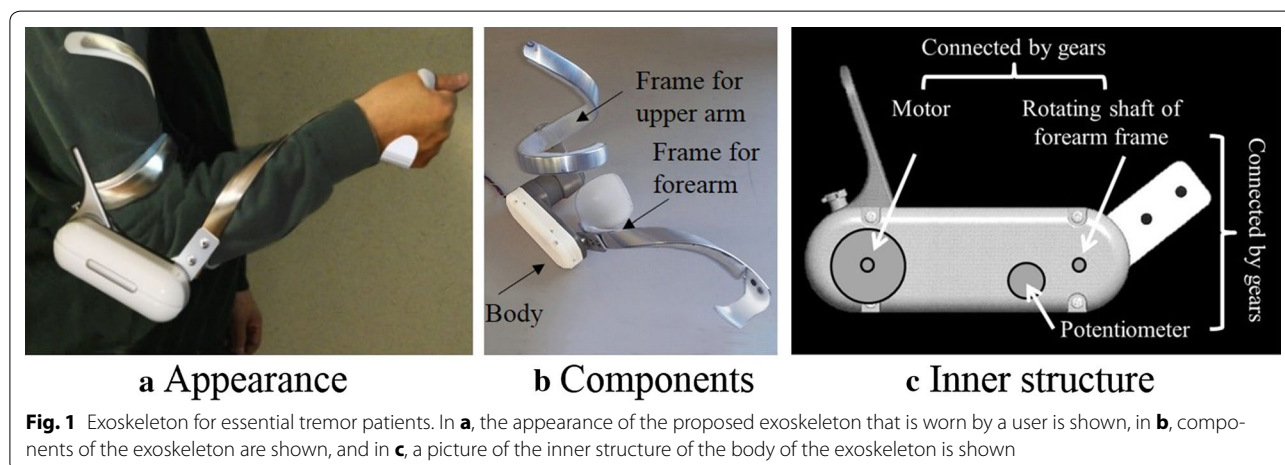 Frame for
upper arm
Frame for
forearm
Body
Connected by gears
Motor
Rotating shaft of
forearm frame
Connected by gears
Potentiometer
a Appearance
b Components
c Inner structure
Fig. 1 Exoskeleton for essential tremor patients. In a, the appearance of the proposed exoskeleton that is worn by a user is shown, in b, compo-
nents of the exoskeleton are shown, and in c, a picture of the inner structure of the body of the exoskeleton is shown